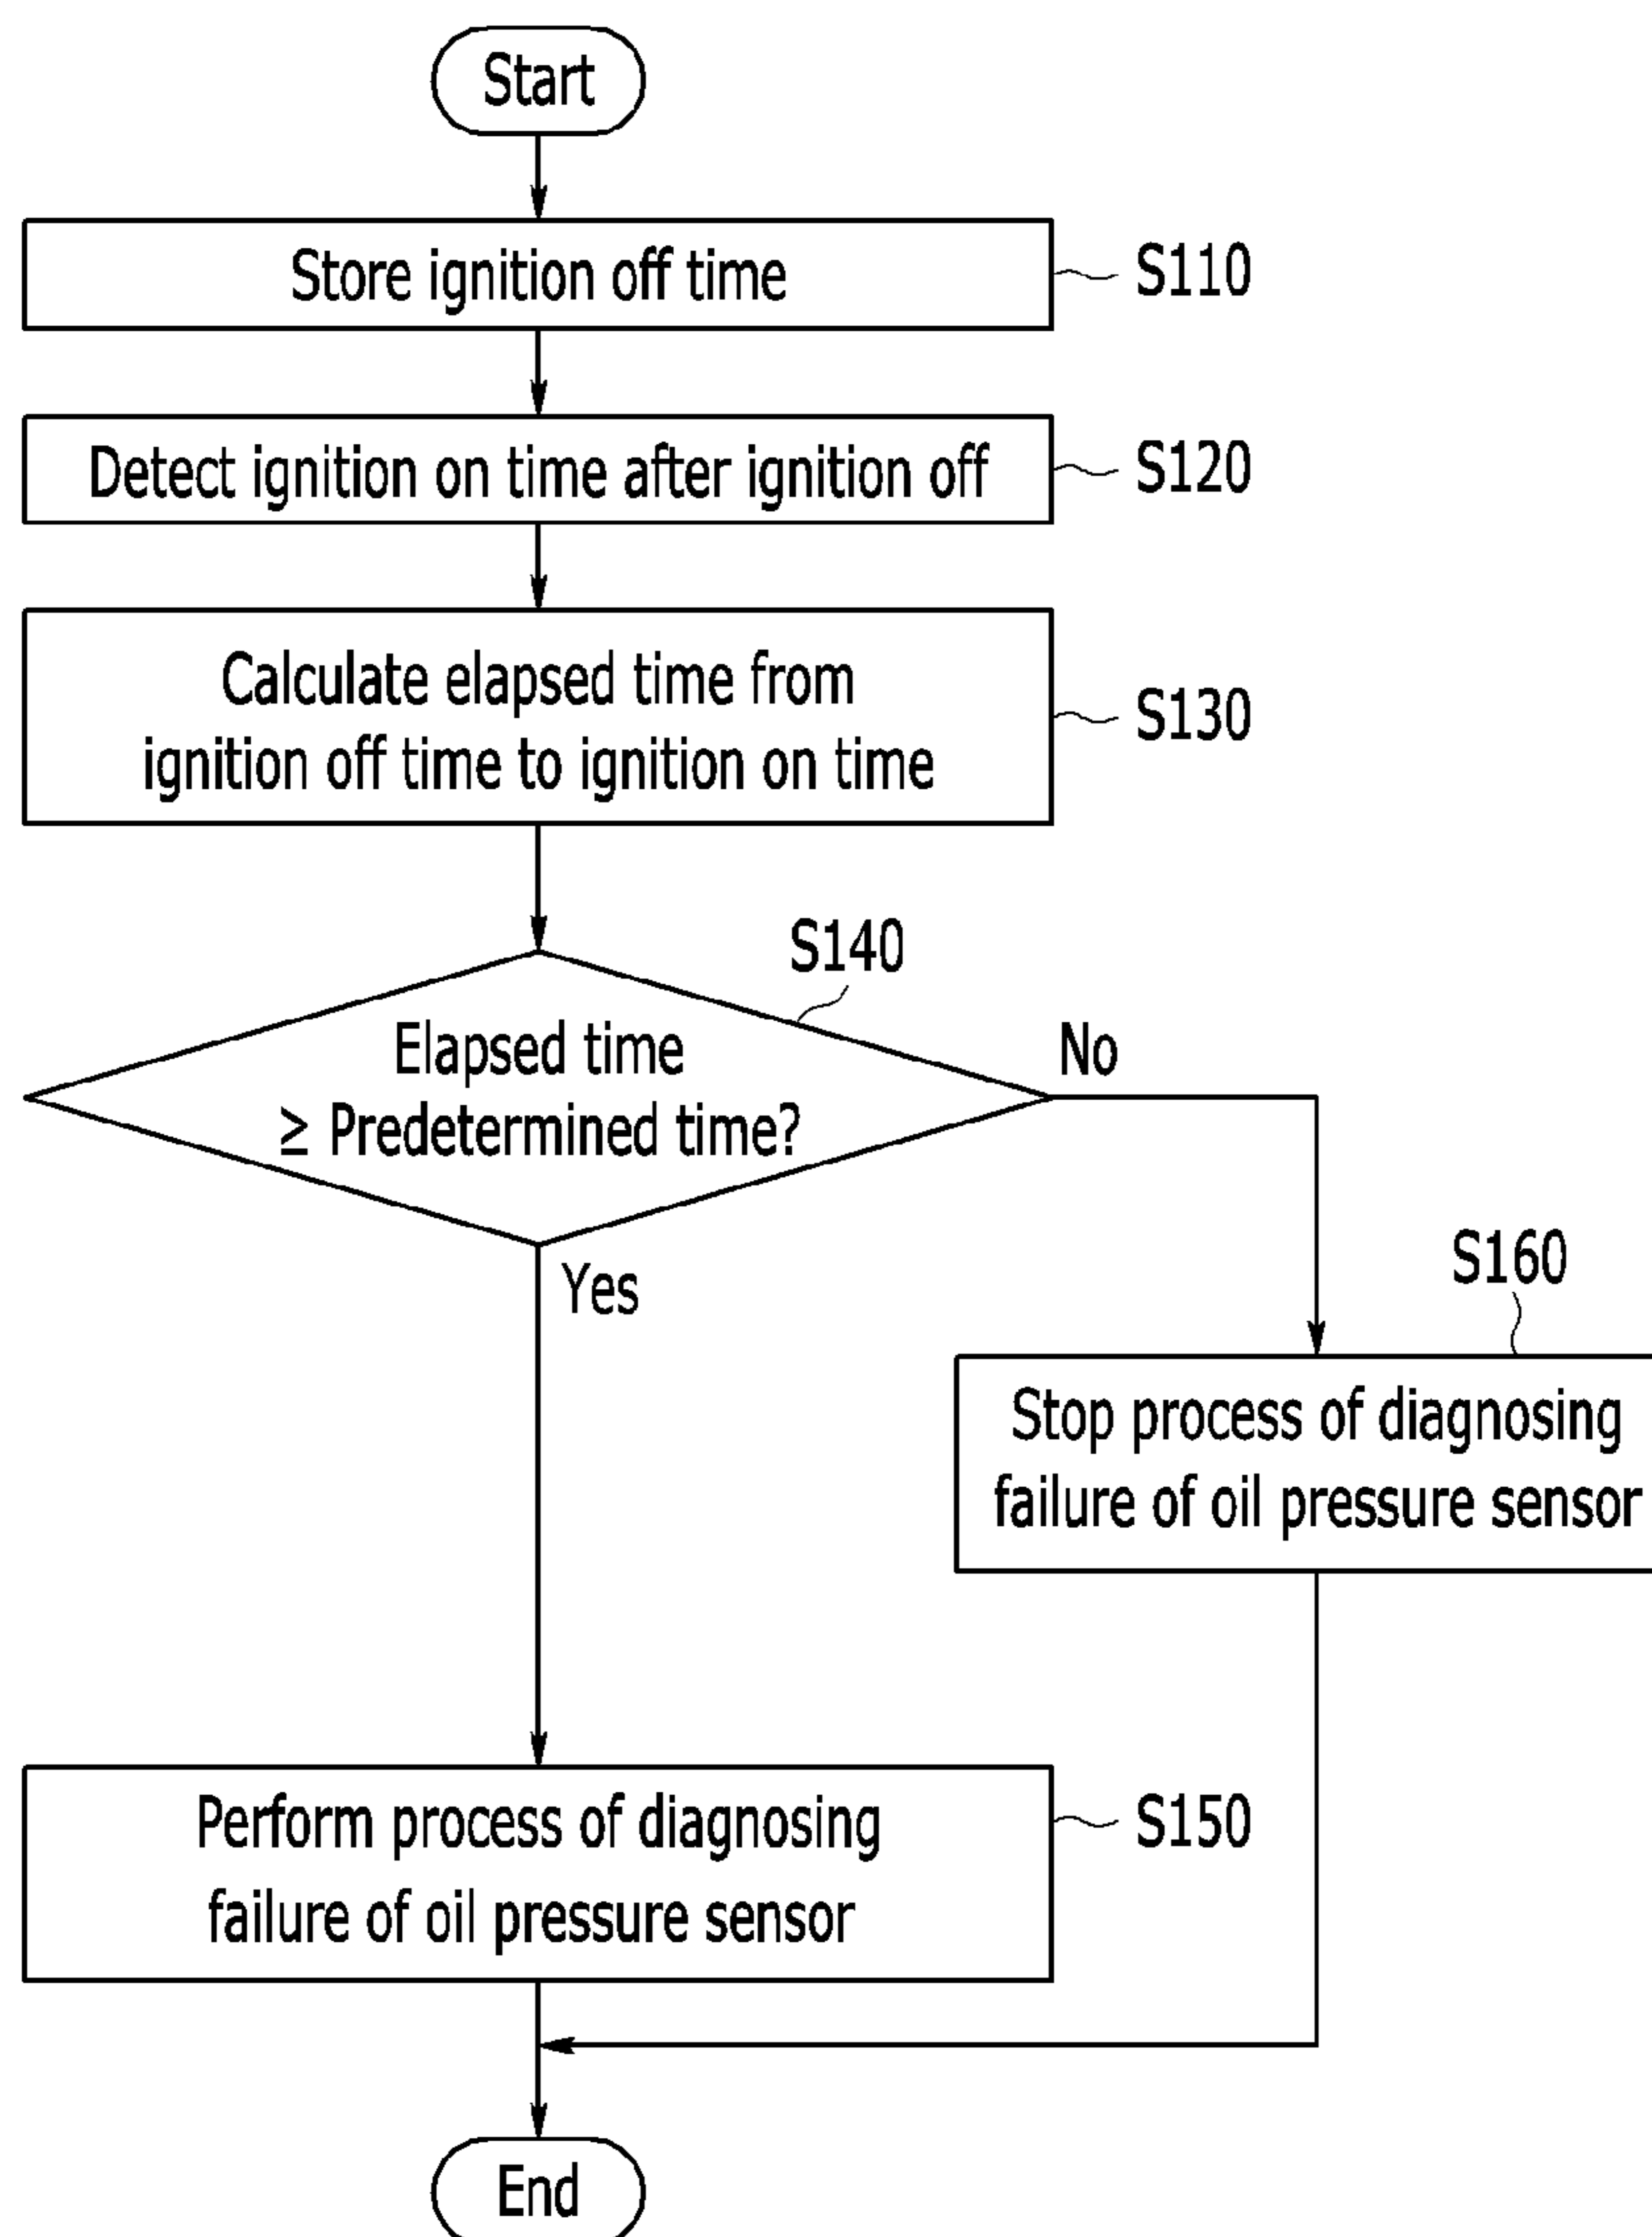 Start
Store ignition off time
S110
Detect ignition on time after ignition off
S120
Calculate elapsed time from
ignition off time to ignition on time
S130
S140
Elapsed time
≥ Predetermined time?
No
Yes
S160
Stop process of diagnosing
failure of oil pressure sensor
Perform process of diagnosing
failure of oil pressure sensor
S150
End